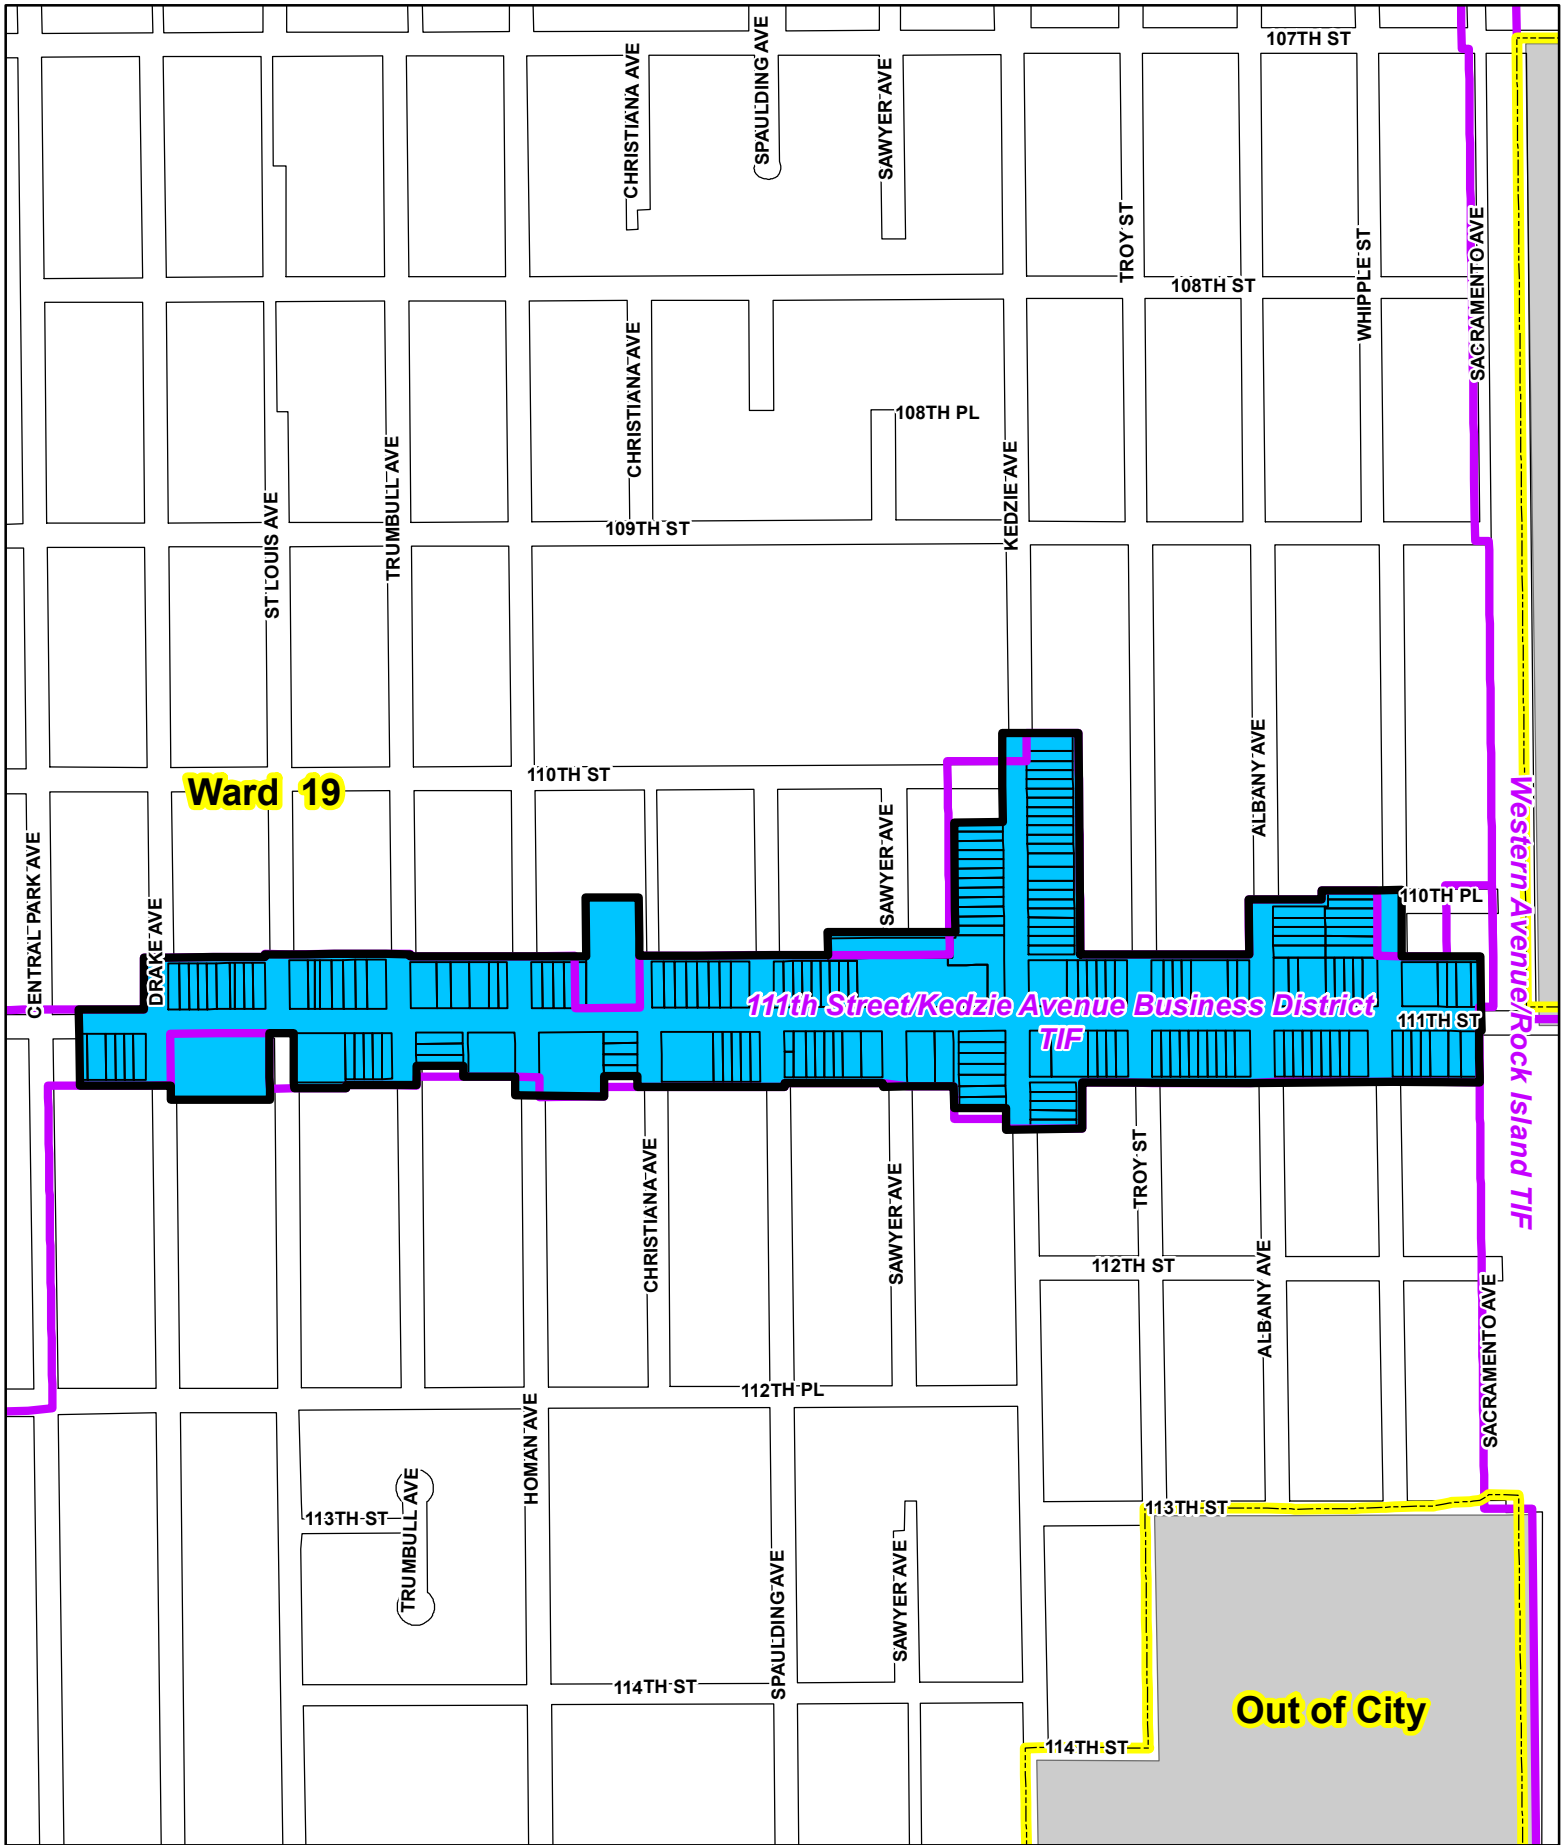 107TH ST
CHRISTIANA AVE
SPAULDING AVE
SAWYER AVE
TROY ST
WHIPPLE ST
SACRAMENTO AVE
108TH ST
CHRISTIANA AVE
108TH PL
KEDZIE AVE
ST LOUIS AVE
TRUMBULL AVE
109TH ST
110TH ST
Ward 19
ALBANY AVE
Western Avenue/Rock Island TIF
CENTRAL PARK AVE
DRAKE AVE
SAWYER AVE
110TH PL
111th Street/Kedzie Avenue Business District
TIF
111TH ST
CHRISTIANA AVE
SAWYER AVE
TROY ST
112TH ST
ALBANY AVE
SACRAMENTO AVE
112TH PL
HOMAN AVE
113TH ST
TRUMBULL AVE
113TH ST
SPAULDING AVE
SAWYER AVE
114TH ST
Out of City
114TH ST